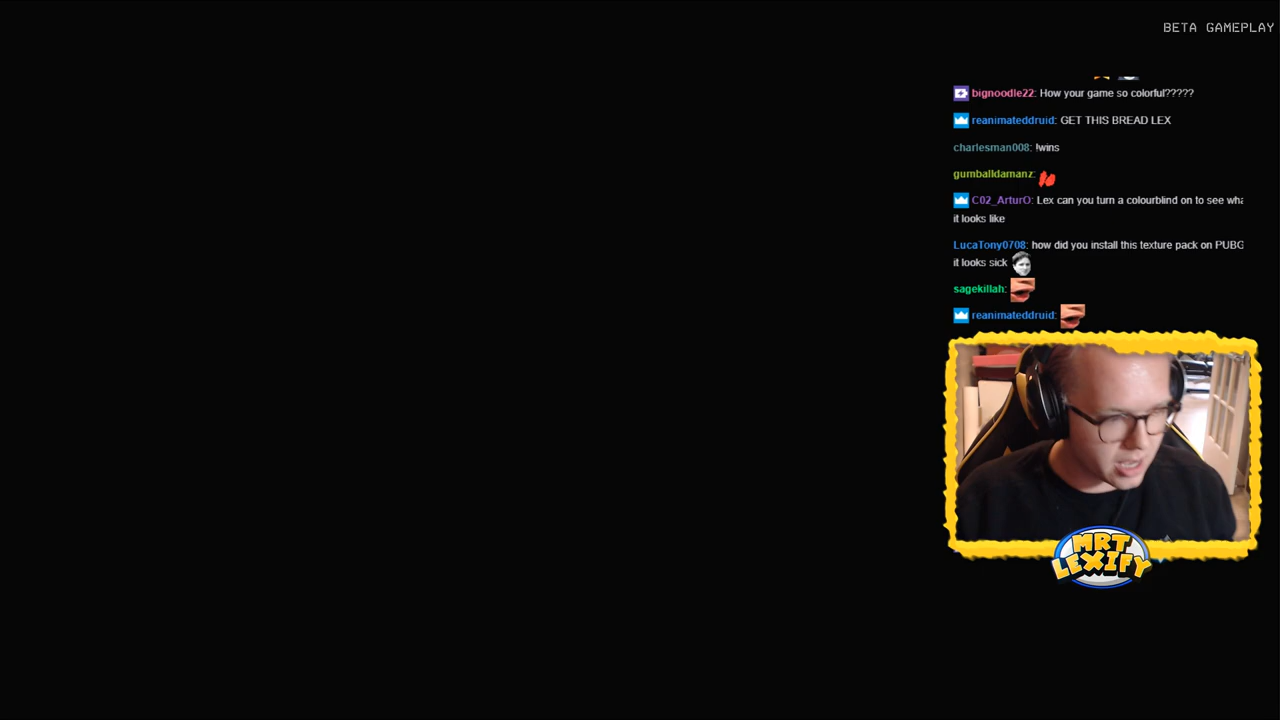 BETA GAMEPLAY
bignoodle22: How your game so colorful?????
reanimateddruid: GET THIS BREAD LEX
charlesman008: !wins
gumballdamanz:
C02_ArturO: Lex can you turn a colourblind on to see wha
it looks like
LucaTony0708: how did you install this texture pack on PUBG
it looks sick
sagekillah:
reanimateddruid:
MRT
LEXIFY